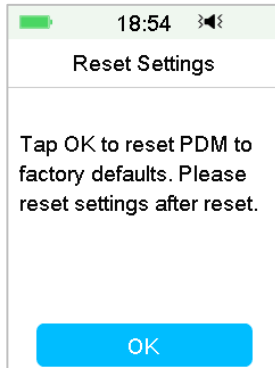 18:54
Reset Settings
Tap OK to reset PDM to
factory defaults. Please
reset settings after reset.
OK